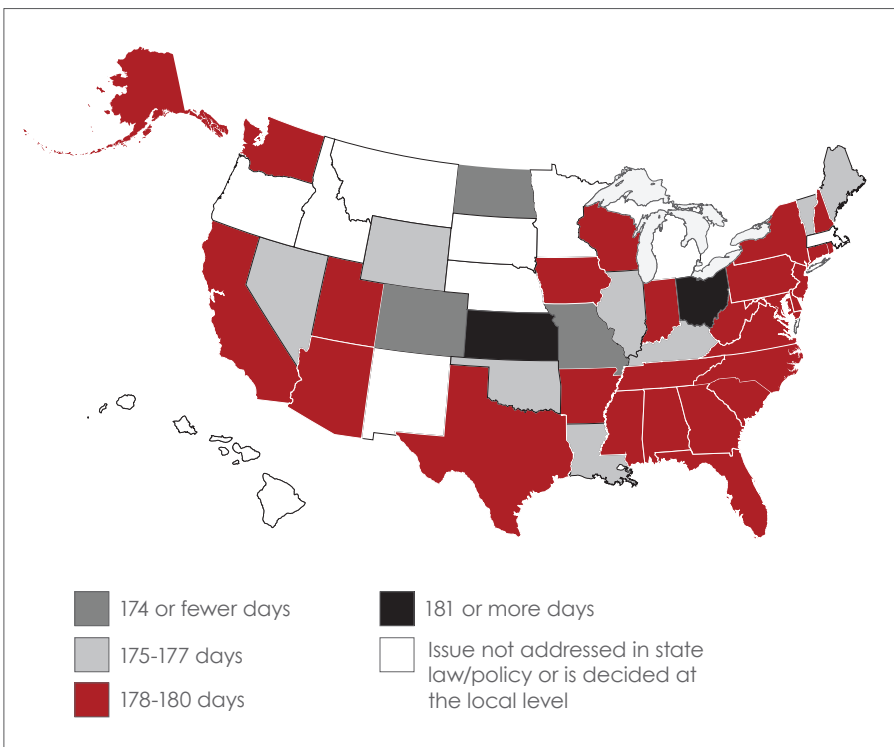 174 or fewer days
175-177 days
178-180 days
181 or more days
Issue not addressed in state
law/policy or is decided at
the local level